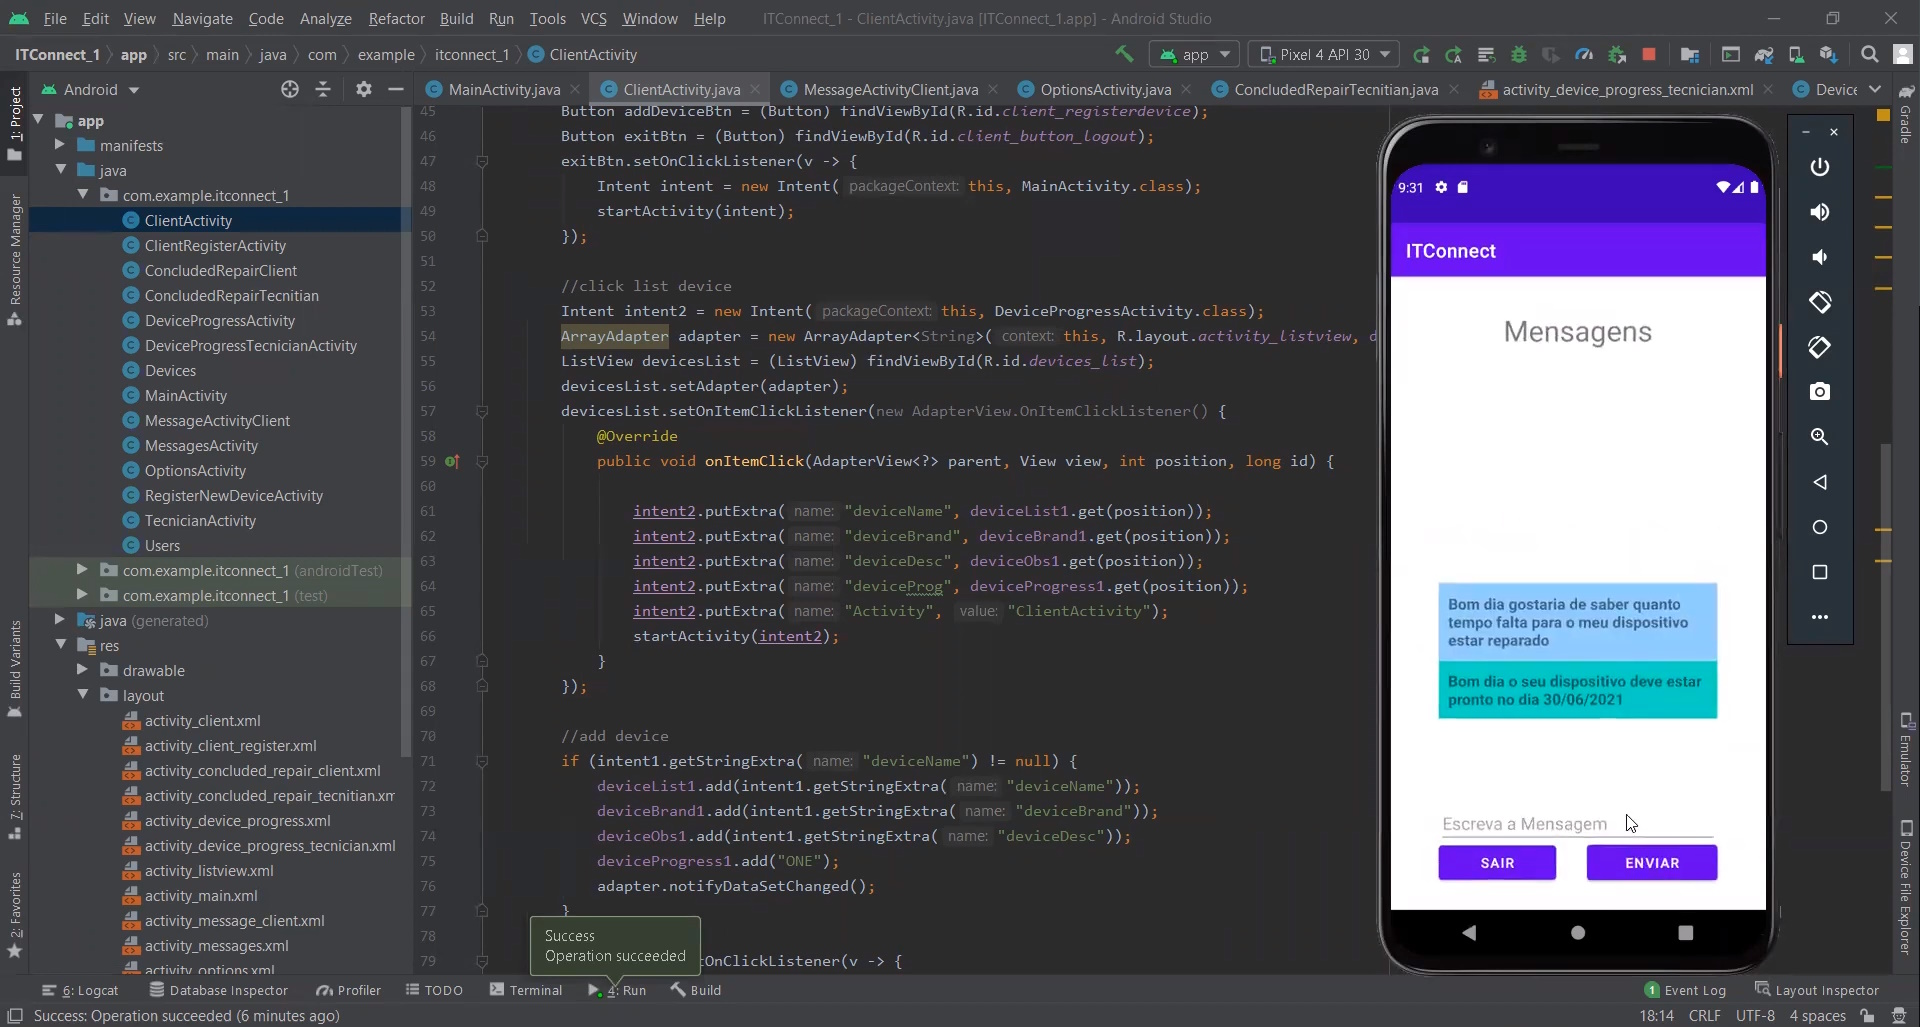 File Edit View Navigate Code Analyze Refactor Build Run Tools VCS Window Help ITConnect_1 - ClientActivity.java [ITConnect_1.app] - Android Studio
ITConnect_1 app src main java com example itconnect_1 ClientActivity app Pixel 4 API 30
Android MainActivity.java ClientActivity.java MessageActivityClient.java OptionsActivity.java ConcludedRepairTecnitian.java activity_device_progress_tecnician.xml Device
1: Project
Resource Manager
Build Variants
7: Structure
2: Favorites
app
manifests
java
com.example.itconnect_1
ClientActivity
ClientRegisterActivity
ConcludedRepairClient
ConcludedRepairTecnitian
DeviceProgressActivity
DeviceProgressTecnicianActivity
Devices
MainActivity
MessageActivityClient
MessagesActivity
OptionsActivity
RegisterNewDeviceActivity
TecnicianActivity
Users
com.example.itconnect_1 (androidTest)
com.example.itconnect_1 (test)
java (generated)
res
drawable
layout
activity_client.xml
activity_client_register.xml
activity_concluded_repair_client.xml
activity_concluded_repair_tecnitian.xm
activity_device_progress.xml
activity_device_progress_tecnician.xml
activity_listview.xml
activity_main.xml
activity_message_client.xml
activity_messages.xml
activity_options.xml
45 Button addDeviceBtn = (Button) findViewById(R.id.client_registerdevice);
46 Button exitBtn = (Button) findViewById(R.id.client_button_logout);
47 exitBtn.setOnClickListener(v -> {
48 Intent intent = new Intent( packageContext: this, MainActivity.class);
49 startActivity(intent);
50 });
51
52 //click list device
53 Intent intent2 = new Intent( packageContext: this, DeviceProgressActivity.class);
54 ArrayAdapter adapter = new ArrayAdapter<String>( context: this, R.layout.activity_listview, d
55 ListView devicesList = (ListView) findViewById(R.id.devices_list);
56 devicesList.setAdapter(adapter);
57 devicesList.setOnItemClickListener(new AdapterView.OnItemClickListener() {
58 @Override
59 public void onItemClick(AdapterView<?> parent, View view, int position, long id) {
60
61 intent2.putExtra( name: "deviceName", deviceList1.get(position));
62 intent2.putExtra( name: "deviceBrand", deviceBrand1.get(position));
63 intent2.putExtra( name: "deviceDesc", deviceObs1.get(position));
64 intent2.putExtra( name: "deviceProg", deviceProgress1.get(position));
65 intent2.putExtra( name: "Activity", value: "ClientActivity");
66 startActivity(intent2);
67 }
68 });
69
70 //add device
71 if (intent1.getStringExtra( name: "deviceName") != null) {
72 deviceList1.add(intent1.getStringExtra( name: "deviceName"));
73 deviceBrand1.add(intent1.getStringExtra( name: "deviceBrand"));
74 deviceObs1.add(intent1.getStringExtra( name: "deviceDesc"));
75 deviceProgress1.add("ONE");
76 adapter.notifyDataSetChanged();
77 }
78
79 OnClickListener(v -> {
Success
Operation succeeded
9:31
ITConnect
Mensagens
Bom dia gostaria de saber quanto
tempo falta para o meu dispositivo
estar reparado
Bom dia o seu dispositivo deve estar
pronto no dia 30/06/2021
Escreva a Mensagem
SAIR ENVIAR
Gradle
Emulator
Device File Explorer
6: Logcat Database Inspector Profiler TODO Terminal 4: Run Build 1 Event Log Layout Inspector
Success: Operation succeeded (6 minutes ago) 18:14 CRLF UTF-8 4 spaces